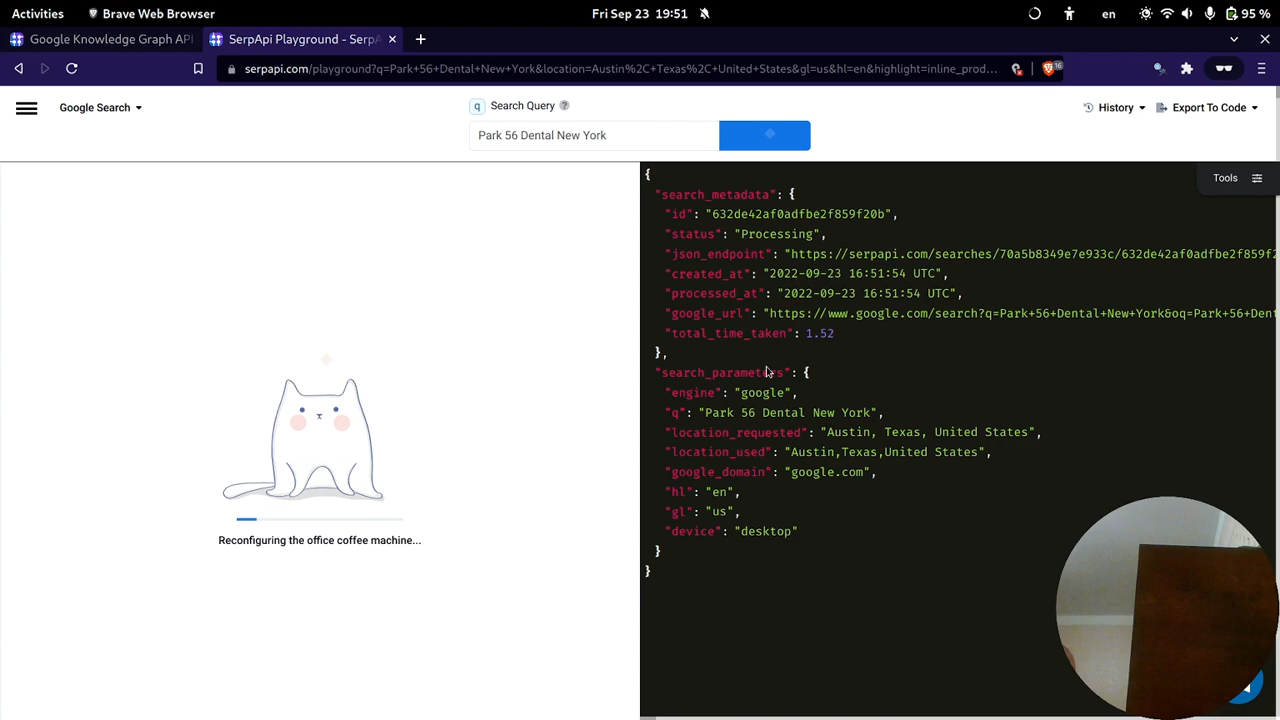 Activities
Brave Web Browser
Fri Sep 23 19:51
en
95 %
Google Knowledge Graph API
SerpApi Playground - SerpA
serpapi.com/playground?q=Park+56+Dental+New+York&location=Austin%2C+Texas%2C+United+States&gl=us&hl=en&highlight=inline_prod...
16
Google Search
q Search Query ?
Park 56 Dental New York
History
Export To Code
Tools
{
"search_metadata": {
"id": "632de42af0adfbe2f859f20b",
"status": "Processing",
"json_endpoint": "https://serpapi.com/searches/70a5b8349e7e933c/632de42af0adfbe2f859f2
"created_at": "2022-09-23 16:51:54 UTC",
"processed_at": "2022-09-23 16:51:54 UTC",
"google_url": "https://www.google.com/search?q=Park+56+Dental+New+York&oq=Park+56+Dent
"total_time_taken": 1.52
},
"search_parameters": {
"engine": "google",
"q": "Park 56 Dental New York",
"location_requested": "Austin, Texas, United States",
"location_used": "Austin,Texas,United States",
"google_domain": "google.com",
"hl": "en",
"gl": "us",
"device": "desktop"
}
}
Reconfiguring the office coffee machine...